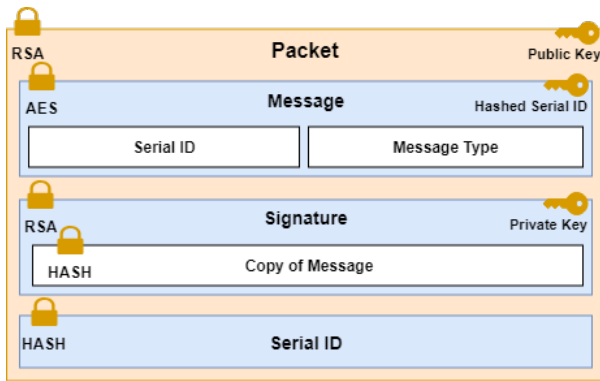 RSA
Packet
Public Key
AES
Message
Hashed Serial ID
Serial ID
Message Type
RSA
Signature
Private Key
HASH
Copy of Message
HASH
Serial ID